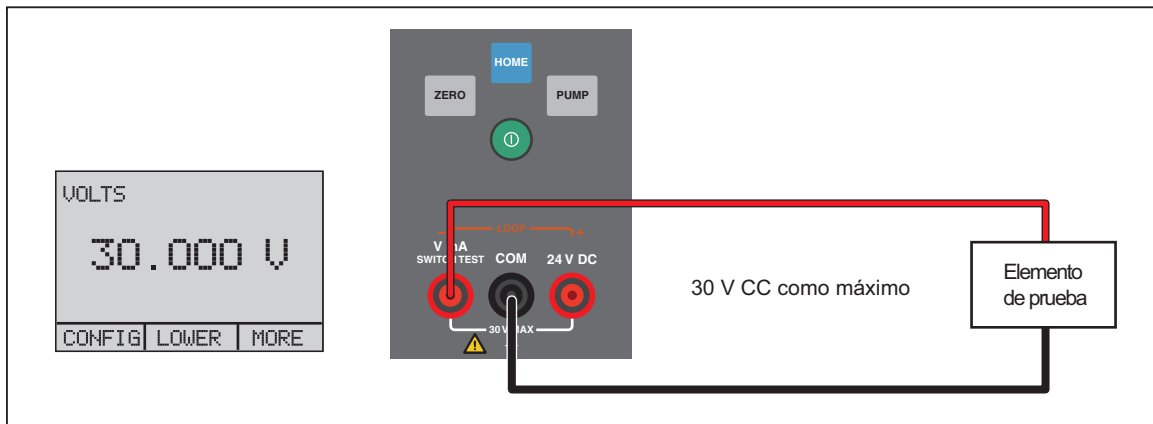 HOME
ZERO
PUMP
VOLTS
30.000 V
CONFIG LOWER MORE
– LOOP +
V mA
SWITCH TEST
COM
24 V DC
30 V MAX
30 V CC como máximo
Elemento
de prueba